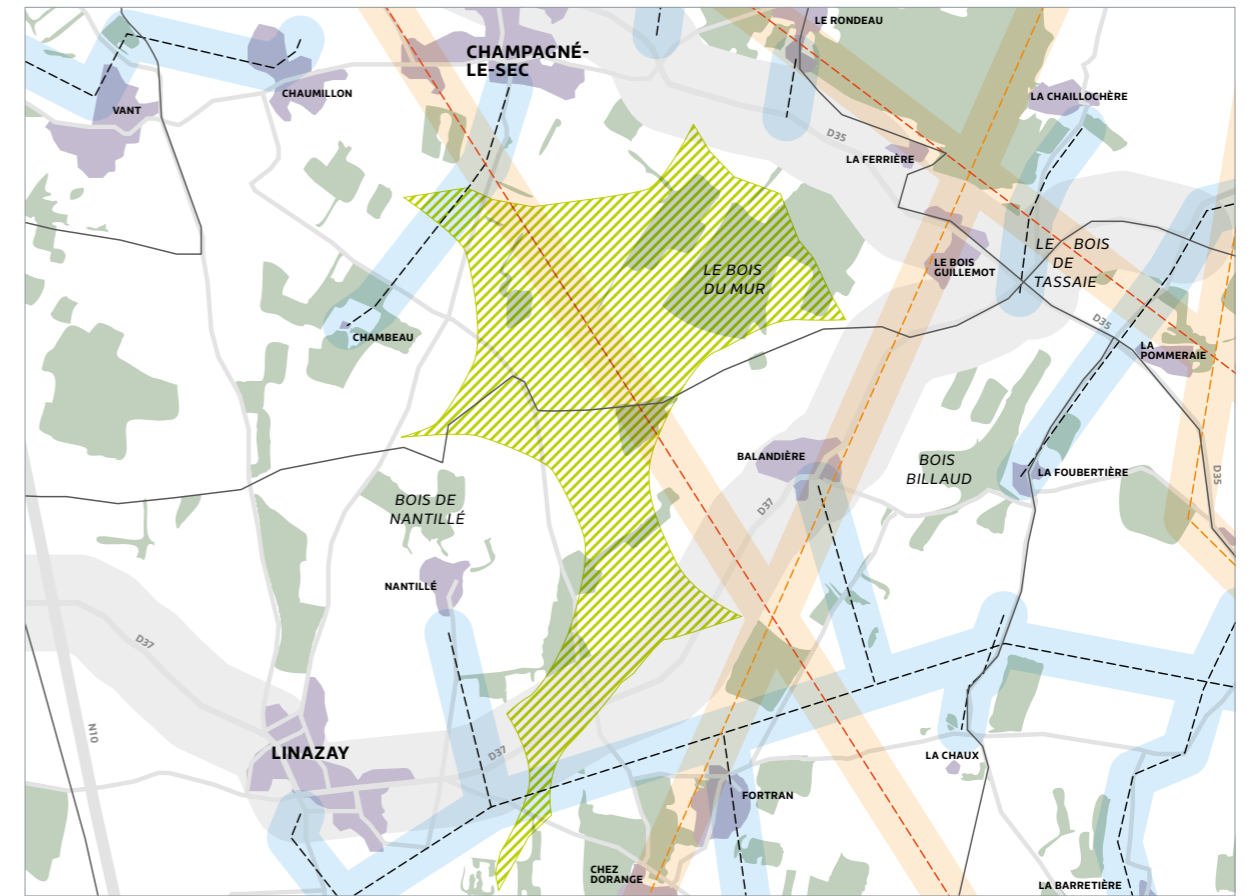 LE RONDEAU
CHAMPAGNÉ-
LE-SEC
CHAUMILLON
VANT
LA CHAILLOCHÈRE
D35
LA FERRIÈRE
LE BOIS
DE
TASSAIE
LE BOIS
GUILLEMOT
LE BOIS
DU MUR
D35
CHAMBEAU
LA
POMMERAIE
BALANDIÈRE
BOIS
BILLAUD
LA FOUBERTIÈRE
D35
BOIS DE
NANTILLÉ
D37
NANTILLÉ
D37
N10
LINAZAY
D37
LA CHAUX
FORTRAN
CHEZ
DORANGE
LA BARRETIÈRE